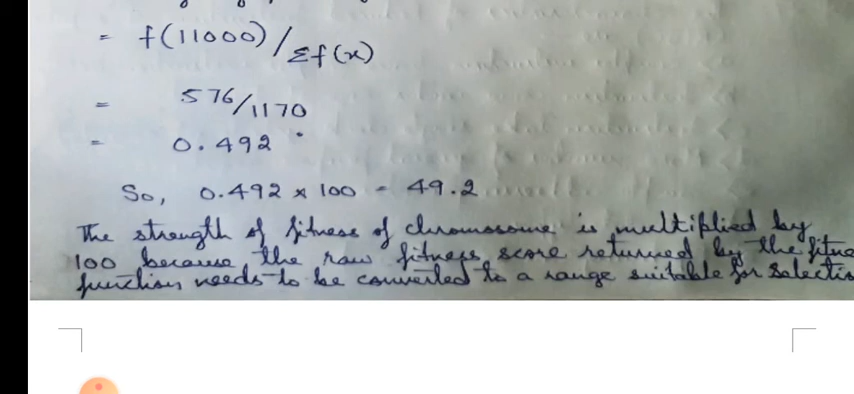 = f(11000)/Σf(x)
= 576/1170
= 0.492
So, 0.492 x 100 = 49.2
The strength of fitness of chromosome is multiplied by
100 because the raw fitness score returned by the fitne
function needs to be converted to a range suitable for selectio